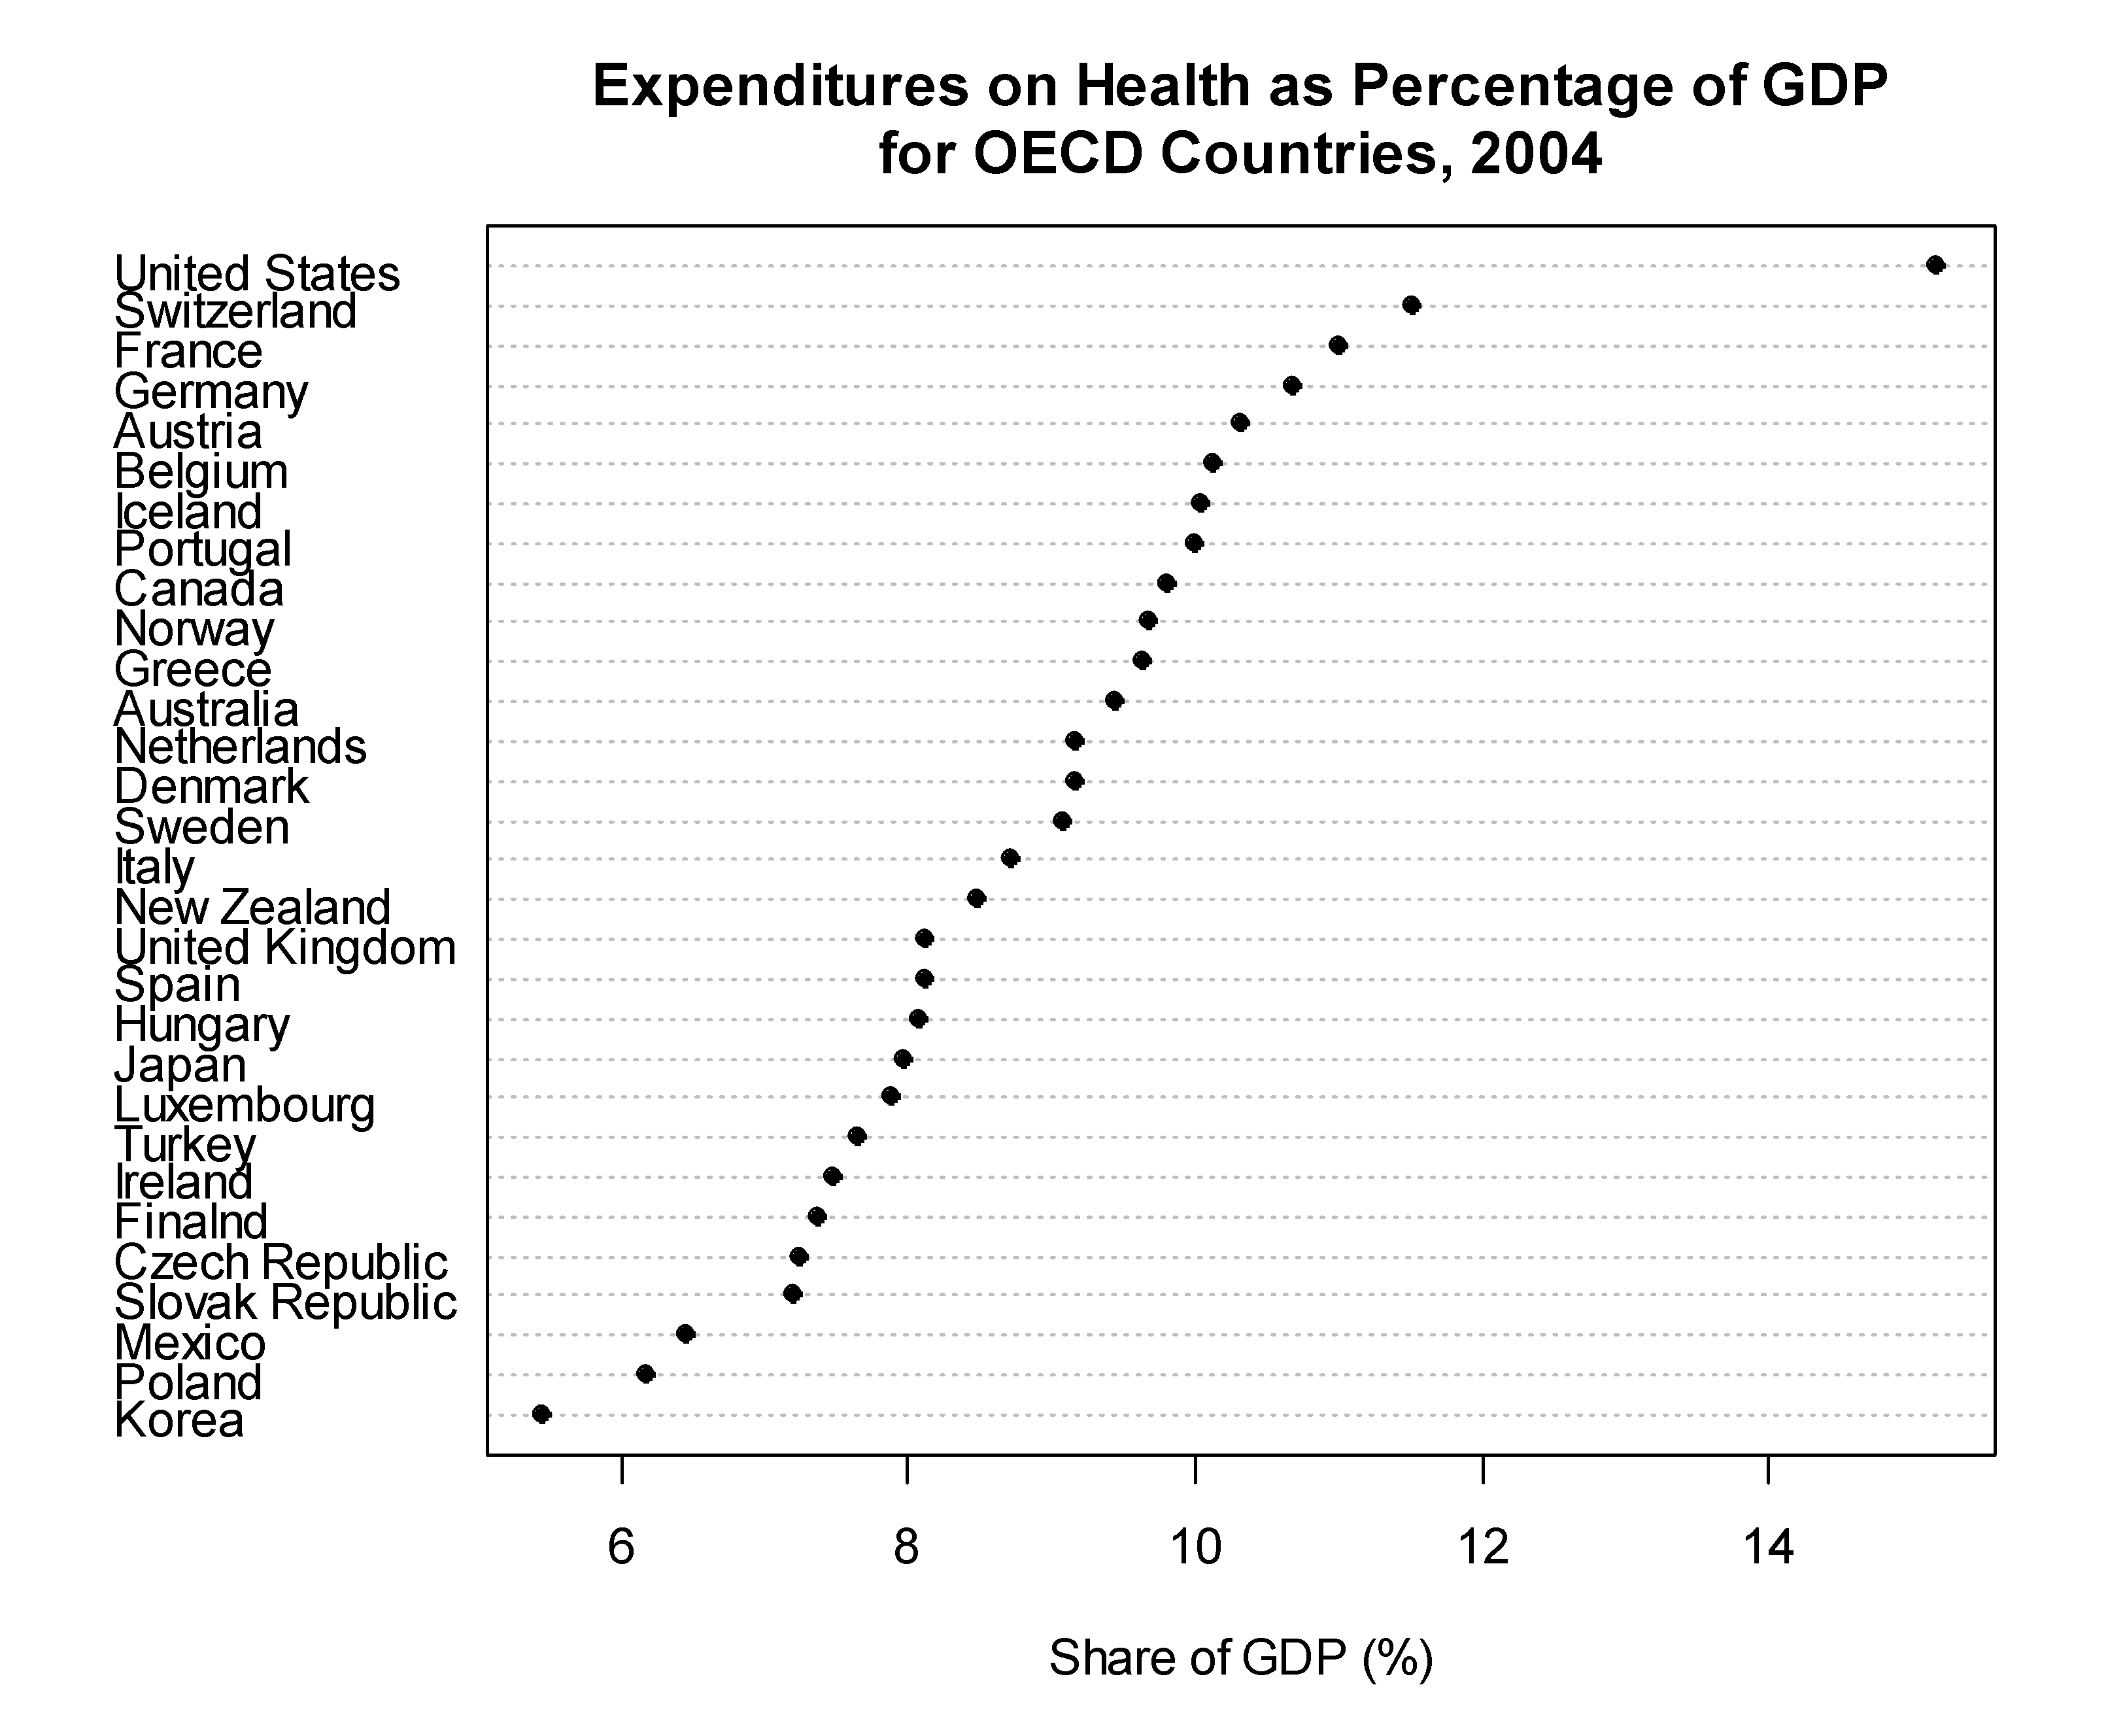 Expenditures on Health as Percentage of GDP
for OECD Countries, 2004
United States
Switzerland
France
Germany
Austria
Belgium
Iceland
Portugal
Canada
Norway
Greece
Australia
Netherlands
Denmark
Sweden
Italy
New Zealand
United Kingdom
Spain
Hungary
Japan
Luxembourg
Turkey
Ireland
Finalnd
Czech Republic
Slovak Republic
Mexico
Poland
Korea
6 8 10 12 14
Share of GDP (%)